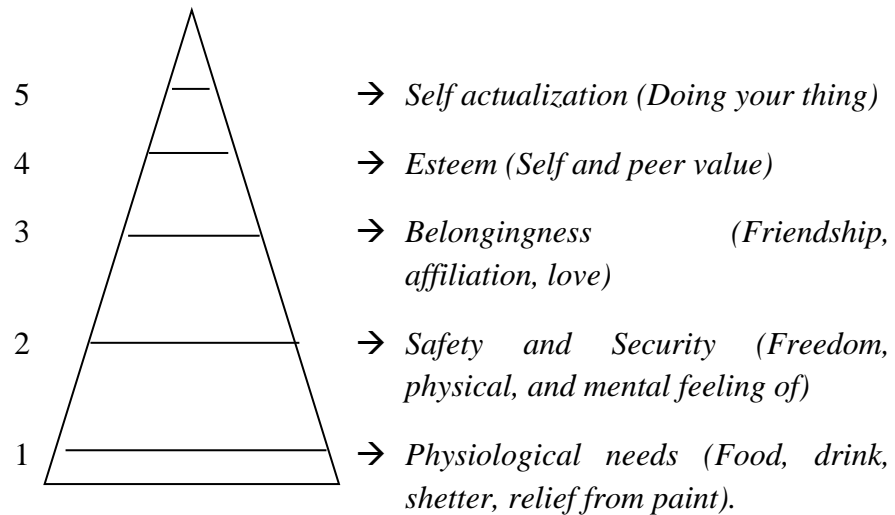 5 → Self actualization (Doing your thing)
4 → Esteem (Self and peer value)
3 → Belongingness (Friendship,
affiliation, love)
2 → Safety and Security (Freedom,
physical, and mental feeling of)
1 → Physiological needs (Food, drink,
shetter, relief from paint).